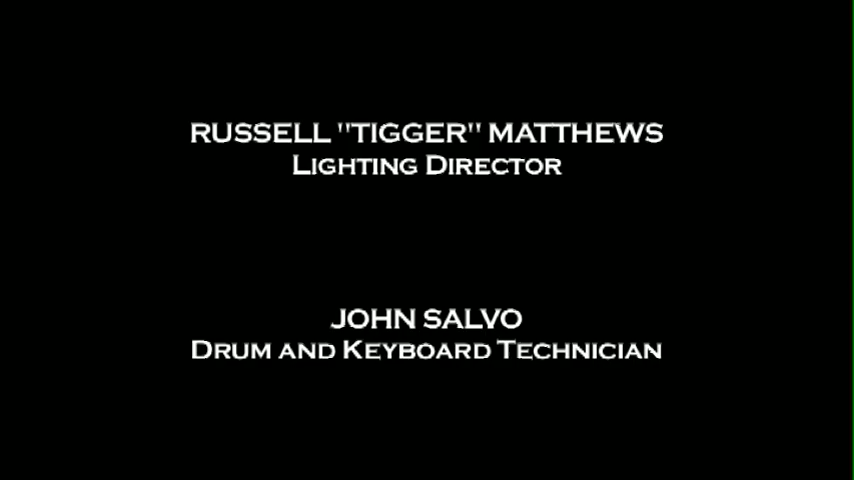 RUSSELL "TIGGER" MATTHEWS
LIGHTING DIRECTOR
JOHN SALVO
DRUM AND KEYBOARD TECHNICIAN